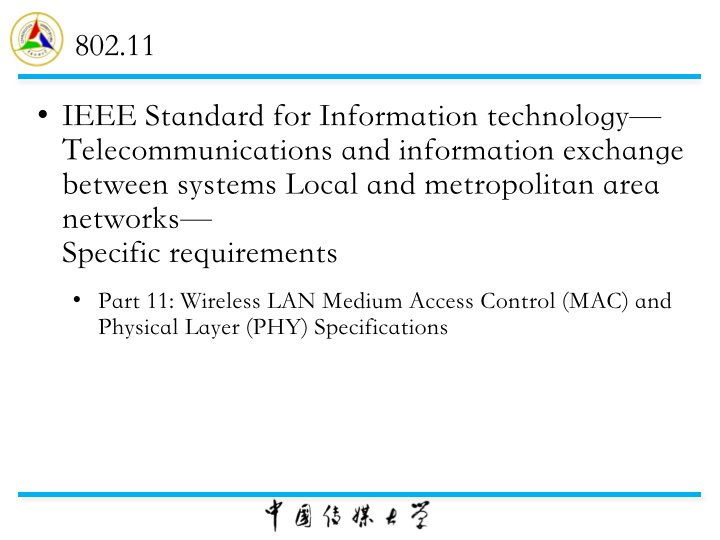 802.11
• IEEE Standard for Information technology—
Telecommunications and information exchange
between systems Local and metropolitan area
networks—
Specific requirements
• Part 11: Wireless LAN Medium Access Control (MAC) and
Physical Layer (PHY) Specifications
中国传媒大学